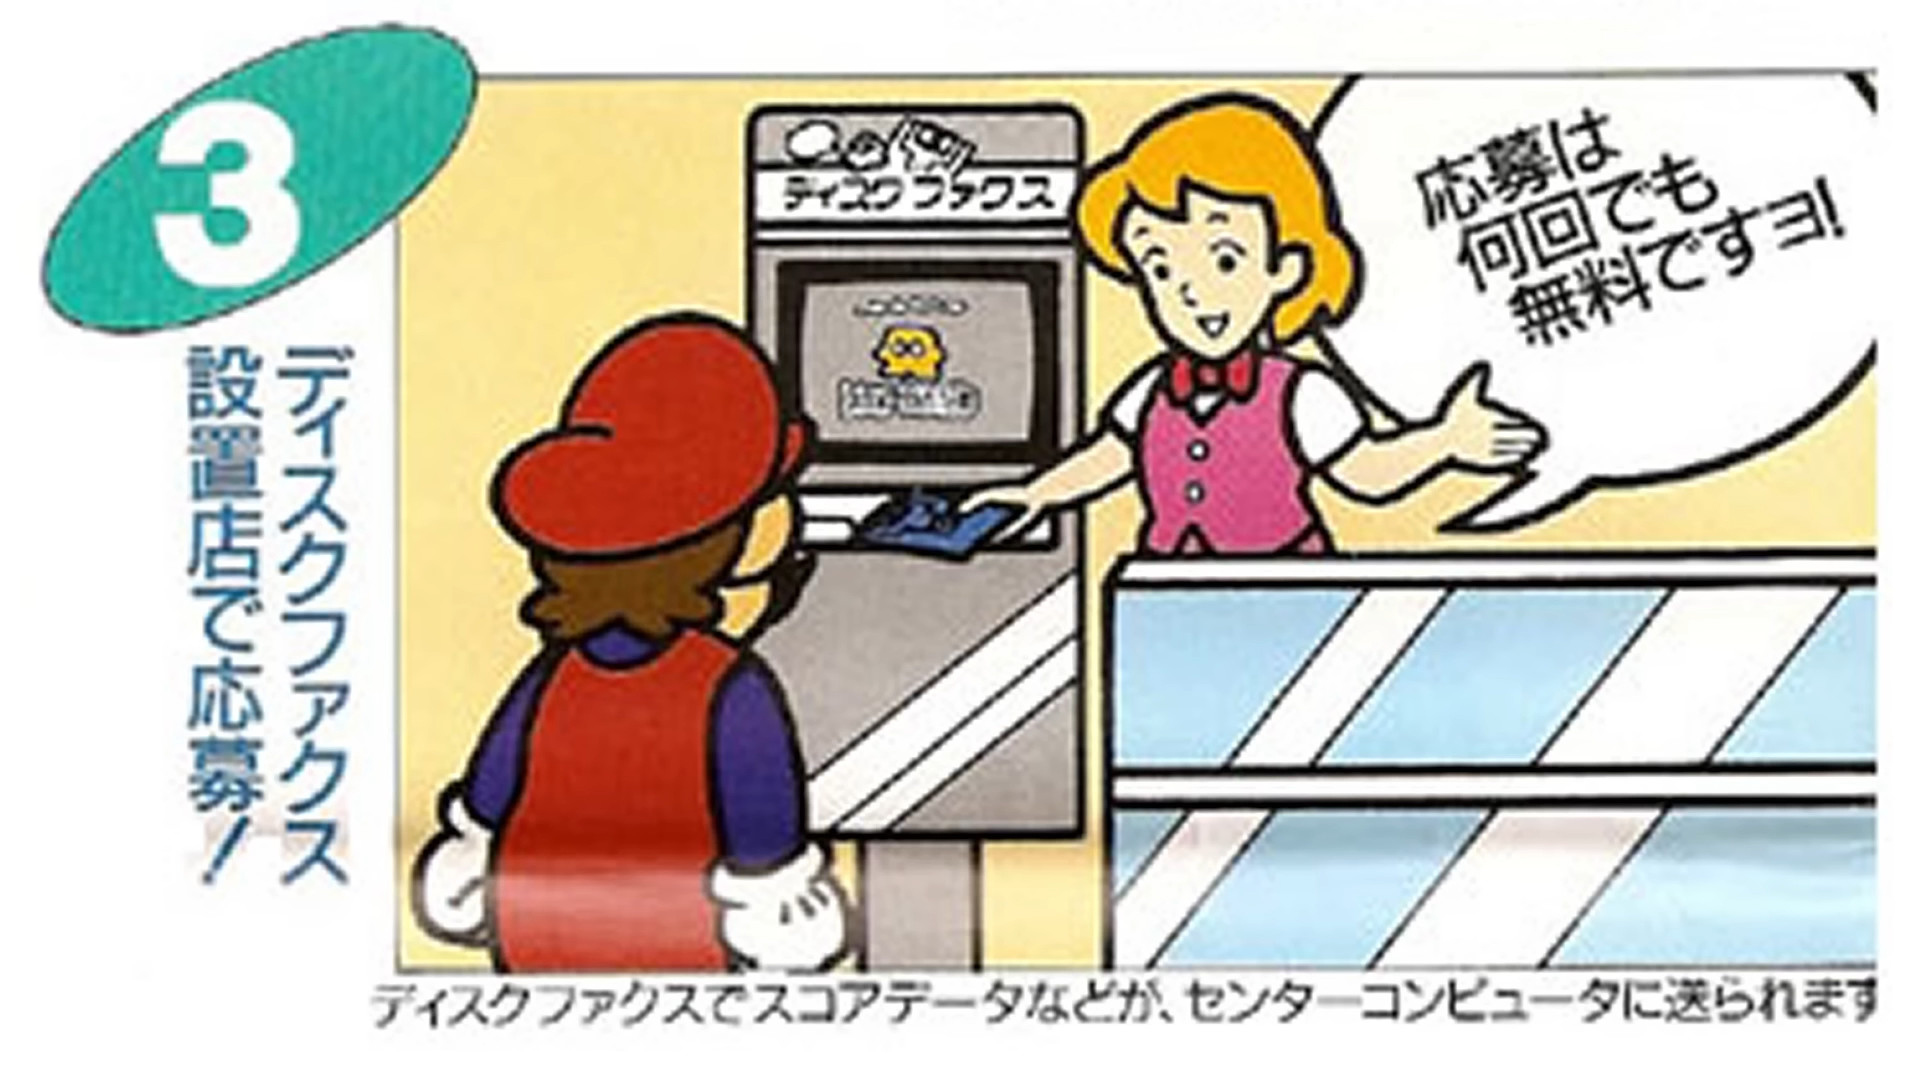 3
ディスクファクス
設置店で応募！
ディスクファクス
応募は
何回でも
無料ですヨ!
ディスクファクスでスコアデータなどが、センターコンピュータに送られます